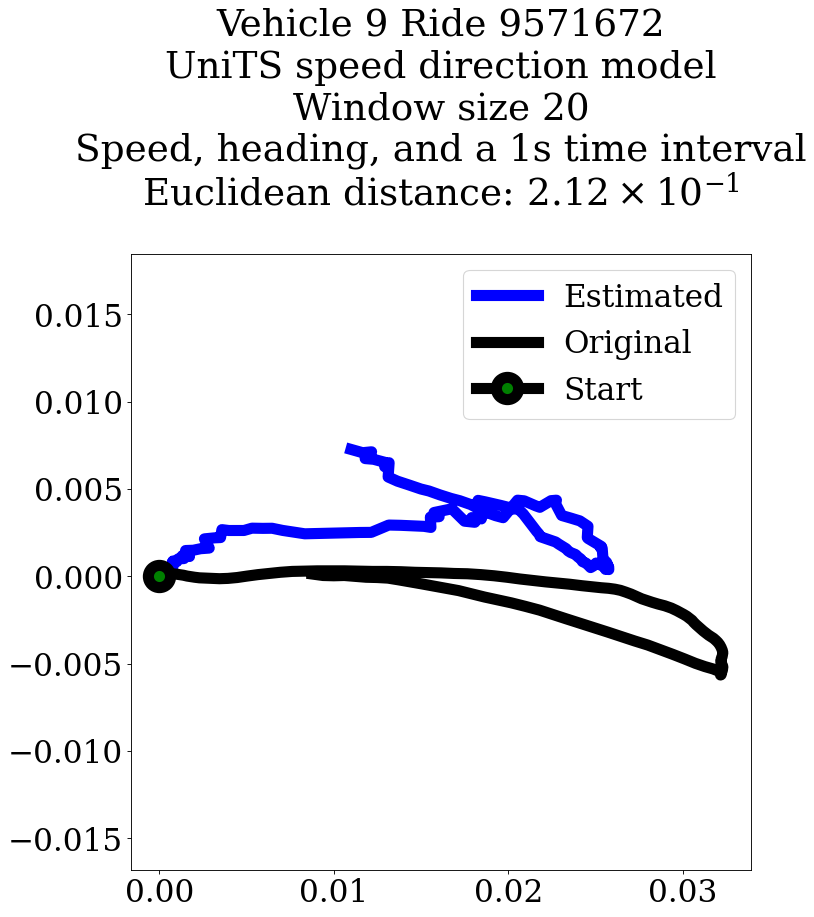 Vehicle 9 Ride 9571672
UniTS speed direction model
Window size 20
Speed, heading, and a 1s time interval
Euclidean distance: 2.12 × 10⁻¹
Estimated
Original
Start
0.015
0.010
0.005
0.000
−0.005
−0.010
−0.015
0.00 0.01 0.02 0.03